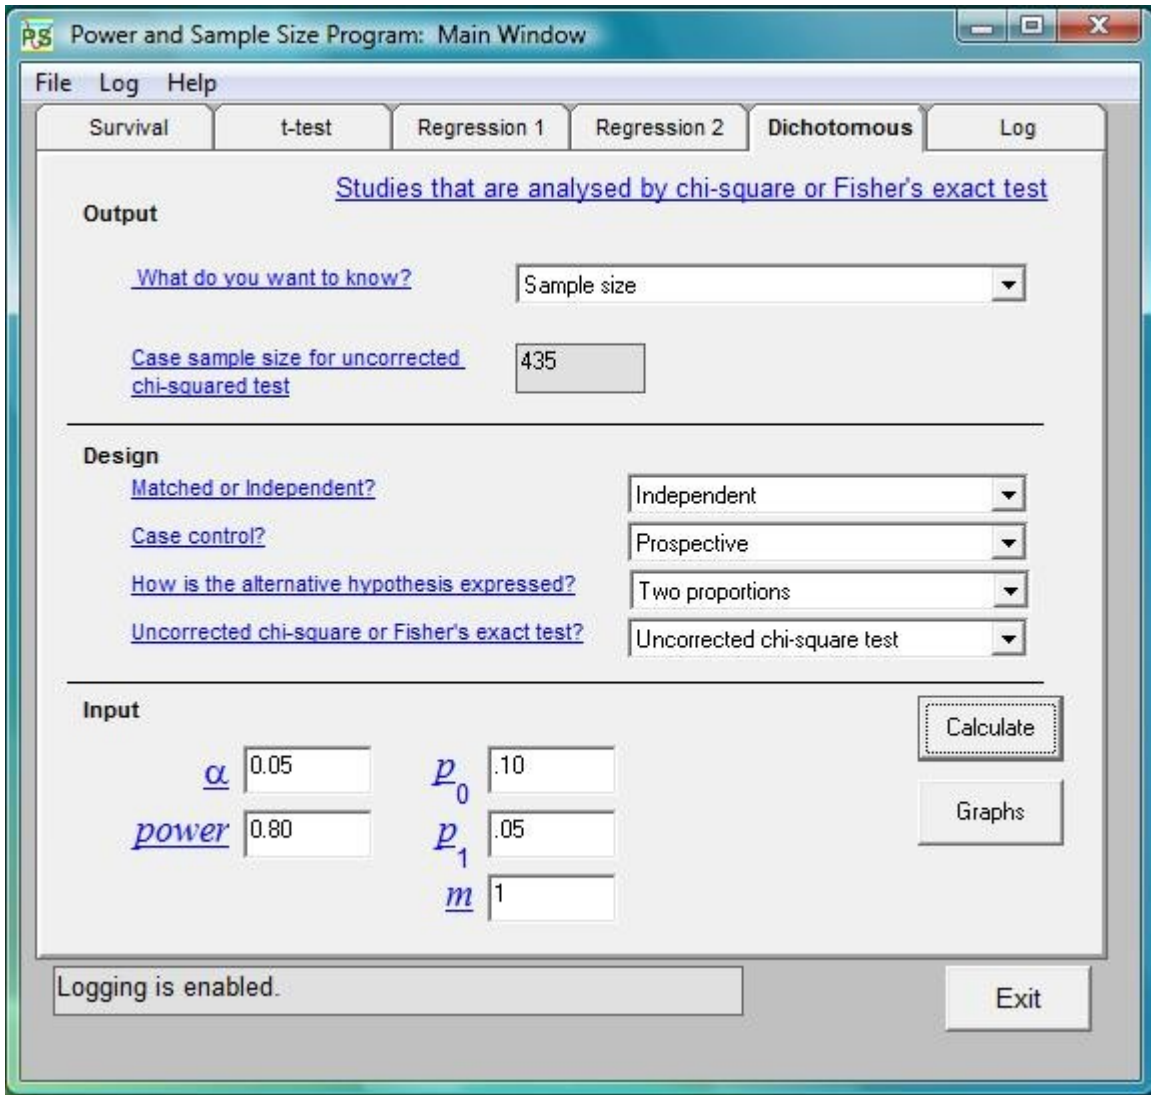 PS Power and Sample Size Program: Main Window
File Log Help
Survival t-test Regression 1 Regression 2 Dichotomous Log
Studies that are analysed by chi-square or Fisher's exact test
Output
What do you want to know? Sample size
Case sample size for uncorrected
chi-squared test
435
Design
Matched or Independent? Independent
Case control? Prospective
How is the alternative hypothesis expressed? Two proportions
Uncorrected chi-square or Fisher's exact test? Uncorrected chi-square test
Input
Calculate
α 0.05 p0 .10
Graphs
power 0.80 p1 .05
m 1
Logging is enabled.
Exit